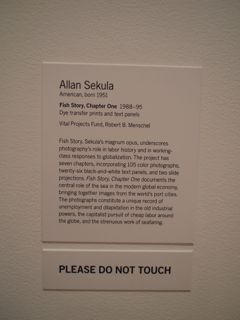 Allan Sekula
American, born 1951
Fish Story, Chapter One 1988–95
Dye transfer prints and text panels
Vital Projects Fund, Robert B. Menschel
Fish Story, Sekula's magnum opus, underscores
photography's role in labor history and in working-
class responses to globalization. The project has
seven chapters, incorporating 105 color photographs,
twenty-six black-and-white text panels, and two slide
projections. Fish Story, Chapter One documents the
central role of the sea in the modern global economy,
bringing together images from the world's port cities.
The photographs constitute a unique record of
unemployment and dilapidation in the old industrial
powers, the capitalist pursuit of cheap labor around
the globe, and the strenuous work of seafaring.
PLEASE DO NOT TOUCH